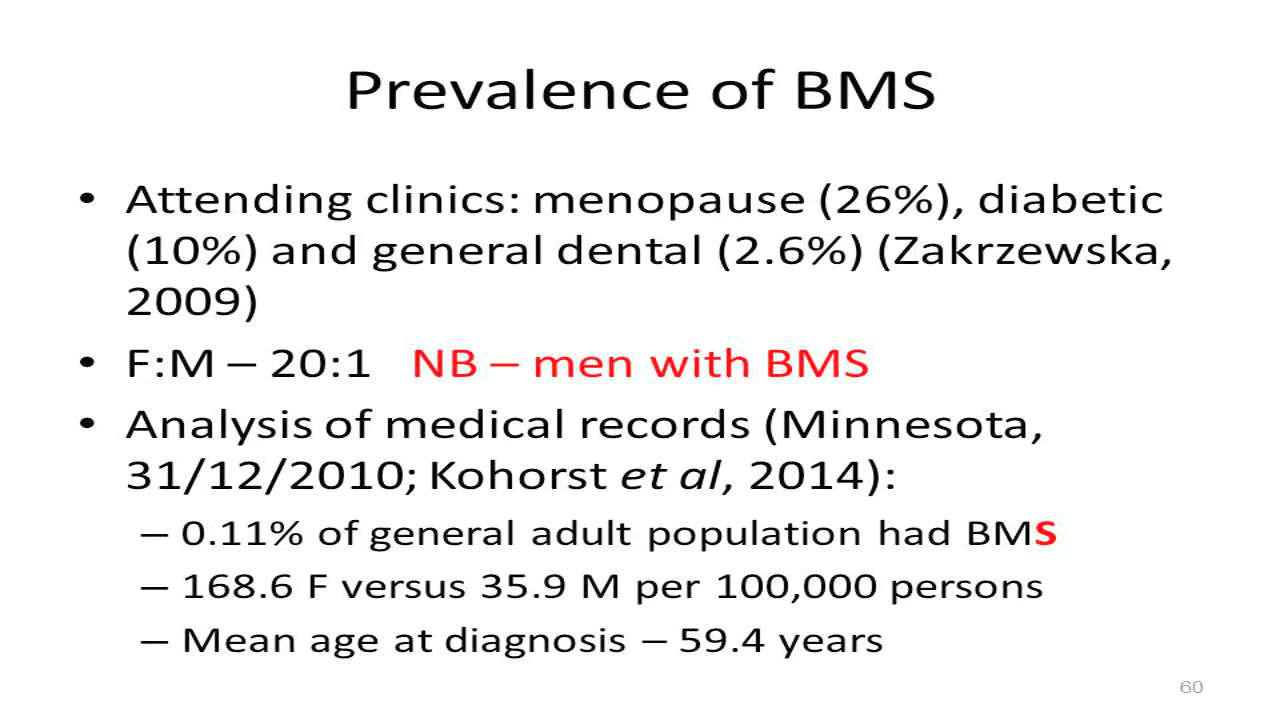 Prevalence of BMS
• Attending clinics: menopause (26%), diabetic
(10%) and general dental (2.6%) (Zakrzewska,
2009)
• F:M – 20:1 NB – men with BMS
• Analysis of medical records (Minnesota,
31/12/2010; Kohorst et al, 2014):
– 0.11% of general adult population had BMS
– 168.6 F versus 35.9 M per 100,000 persons
– Mean age at diagnosis – 59.4 years
60